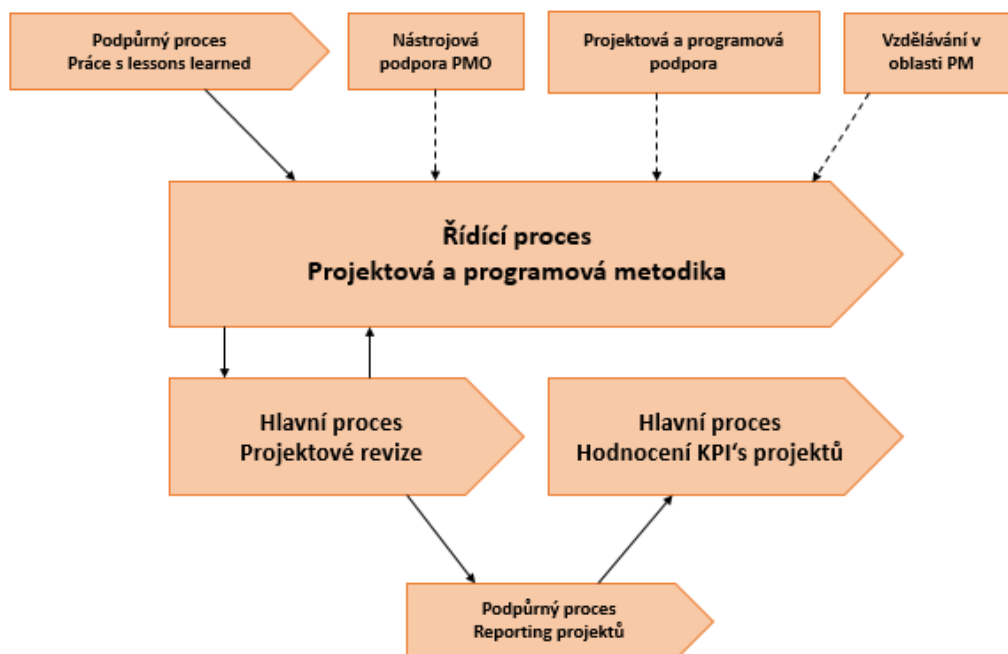 Podpůrný proces
Práce s lessons learned
Nástrojová
podpora PMO
Projektová a programová
podpora
Vzdělávání v
oblasti PM
Řídící proces
Projektová a programová metodika
Hlavní proces
Projektové revize
Hlavní proces
Hodnocení KPI‘s projektů
Podpůrný proces
Reporting projektů